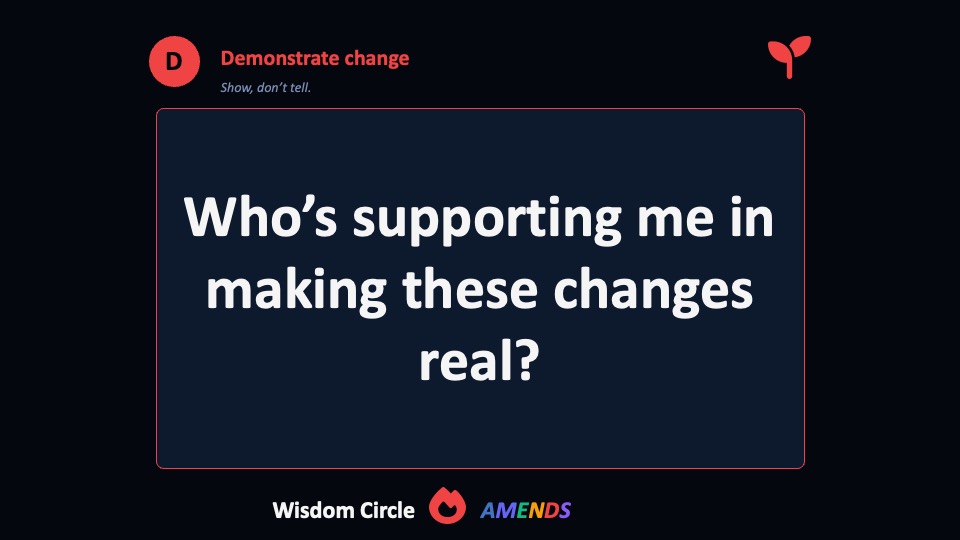 D
Demonstrate change
Show, don’t tell.
Who’s supporting me in
making these changes
real?
Wisdom Circle AMENDS